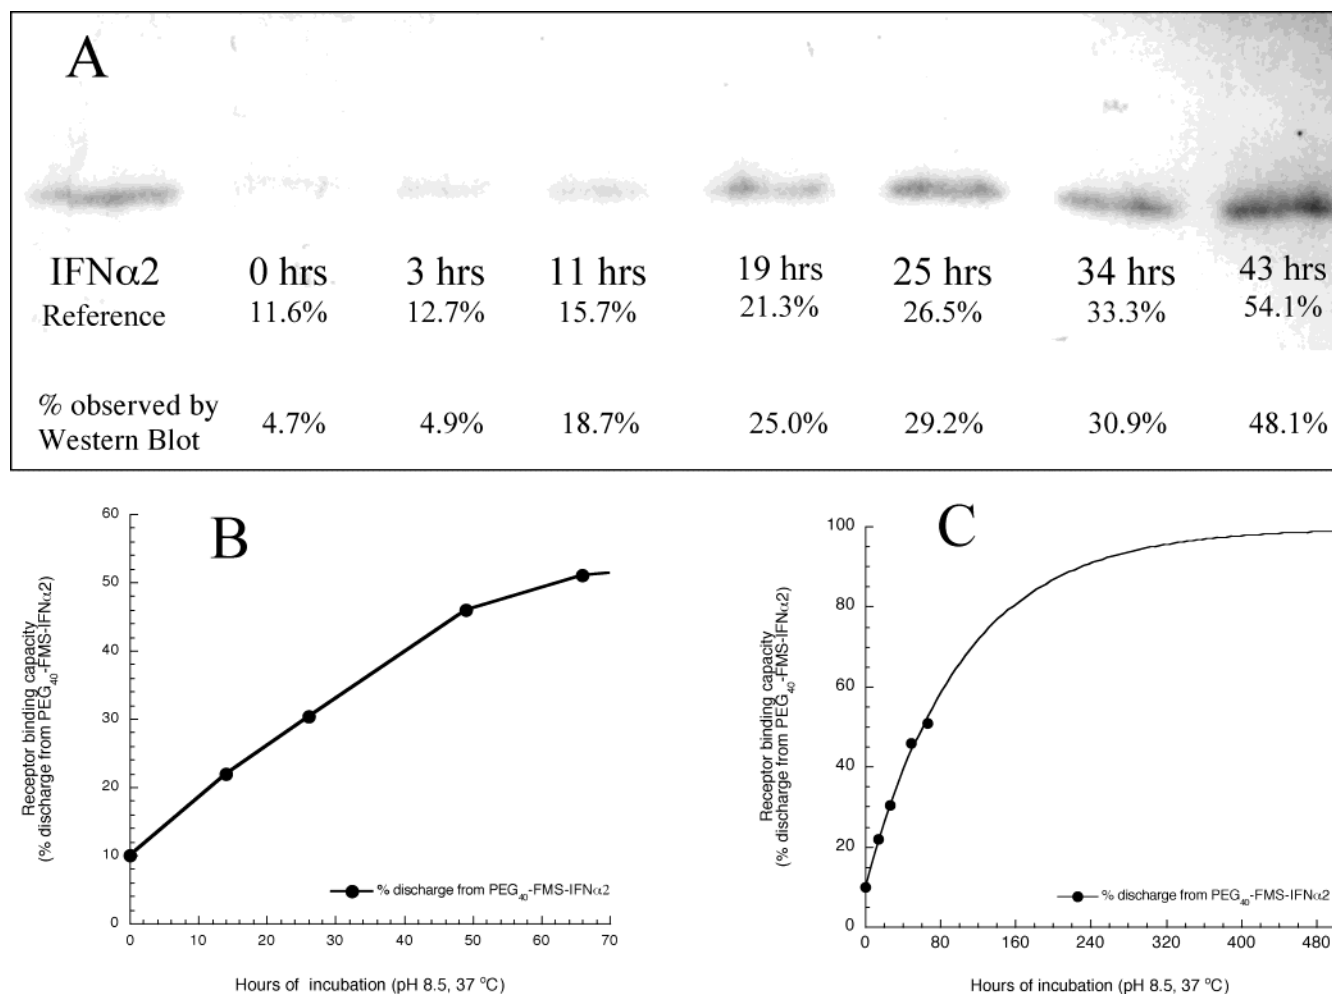 A
IFNα2 0 hrs 3 hrs 11 hrs 19 hrs 25 hrs 34 hrs 43 hrs
Reference 11.6% 12.7% 15.7% 21.3% 26.5% 33.3% 54.1%
% observed by
Western Blot 4.7% 4.9% 18.7% 25.0% 29.2% 30.9% 48.1%
B
Receptor binding capacity
(% discharge from PEG₄₀-FMS-IFNα2)
60
50
40
30
20
10
0
% discharge from PEG₄₀-FMS-IFNα2
0 10 20 30 40 50 60 70
Hours of incubation (pH 8.5, 37 °C)
C
Receptor binding capacity
(% discharge from PEG₄₀-FMS-IFNα2)
100
80
60
40
20
0
% discharge from PEG₄₀-FMS-IFNα2
0 80 160 240 320 400 480
Hours of incubation (pH 8.5, 37 °C)